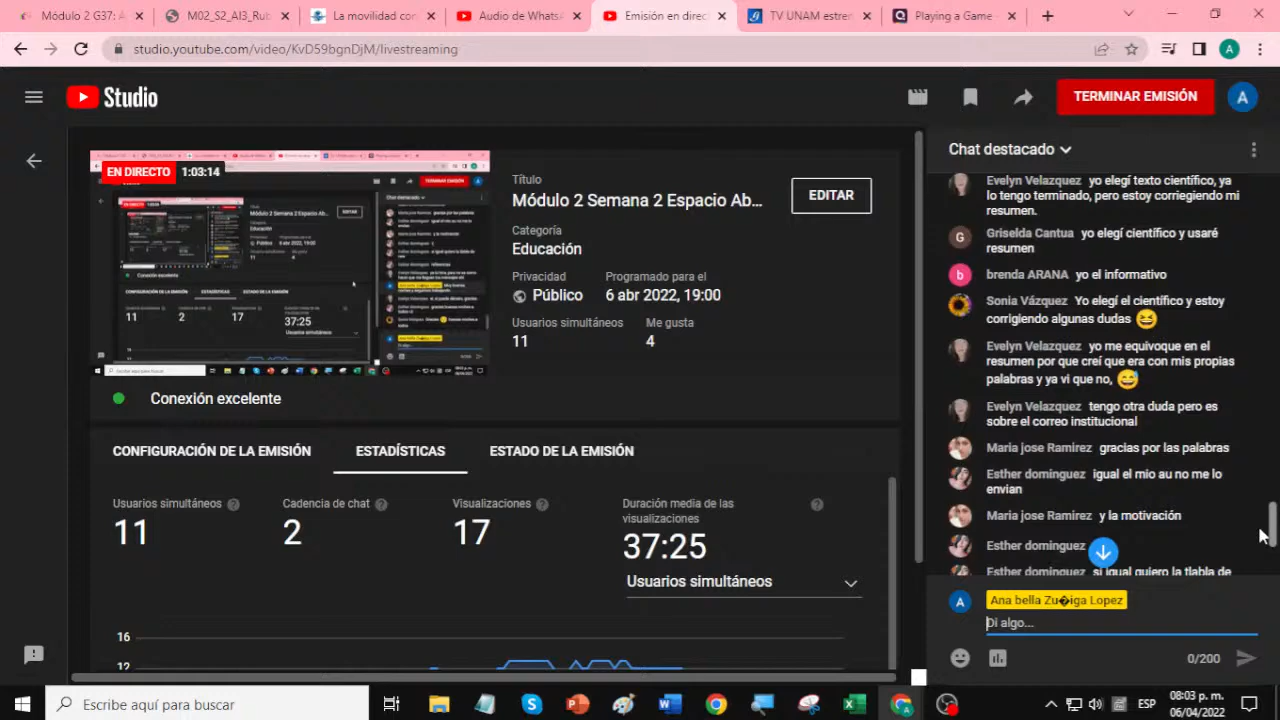 Módulo 2 G37: A
M02_S2_AI3_Rub
La movilidad con
Audio de WhatsA
Emisión en direc
TV UNAM estren
Playing a Game -
studio.youtube.com/video/KvD59bgnDjM/livestreaming
A
Studio
TERMINAR EMISIÓN
A
EN DIRECTO 1:03:14
Título
Módulo 2 Semana 2 Espacio Ab...
EDITAR
Categoría
Educación
Privacidad
Público
Programado para el
6 abr 2022, 19:00
Usuarios simultáneos
11
Me gusta
4
Conexión excelente
CONFIGURACIÓN DE LA EMISIÓN
ESTADÍSTICAS
ESTADO DE LA EMISIÓN
Usuarios simultáneos
11
Cadencia de chat
2
Visualizaciones
17
Duración media de las
visualizaciones
37:25
Usuarios simultáneos
16
12
Chat destacado
Evelyn Velazquez yo elegí texto científico, ya
lo tengo terminado, pero estoy corriegiendo mi
resumen.
G
Griselda Cantua yo elegí científico y usaré
resumen
b
brenda ARANA yo el informativo
Sonia Vázquez Yo elegí el científico y estoy
corrigiendo algunas dudas
Evelyn Velazquez yo me equivoque en el
resumen por que creí que era con mis propias
palabras y ya vi que no,
Evelyn Velazquez tengo otra duda pero es
sobre el correo institucional
Maria jose Ramirez gracias por las palabras
Esther dominguez igual el mio au no me lo
envian
Maria jose Ramirez y la motivación
Esther dominguez
Esther dominguez si igual quiero la tlabla de
A
Ana bella Zu�iga Lopez
Di algo...
0/200
Escribe aquí para buscar
ESP
08:03 p. m.
06/04/2022